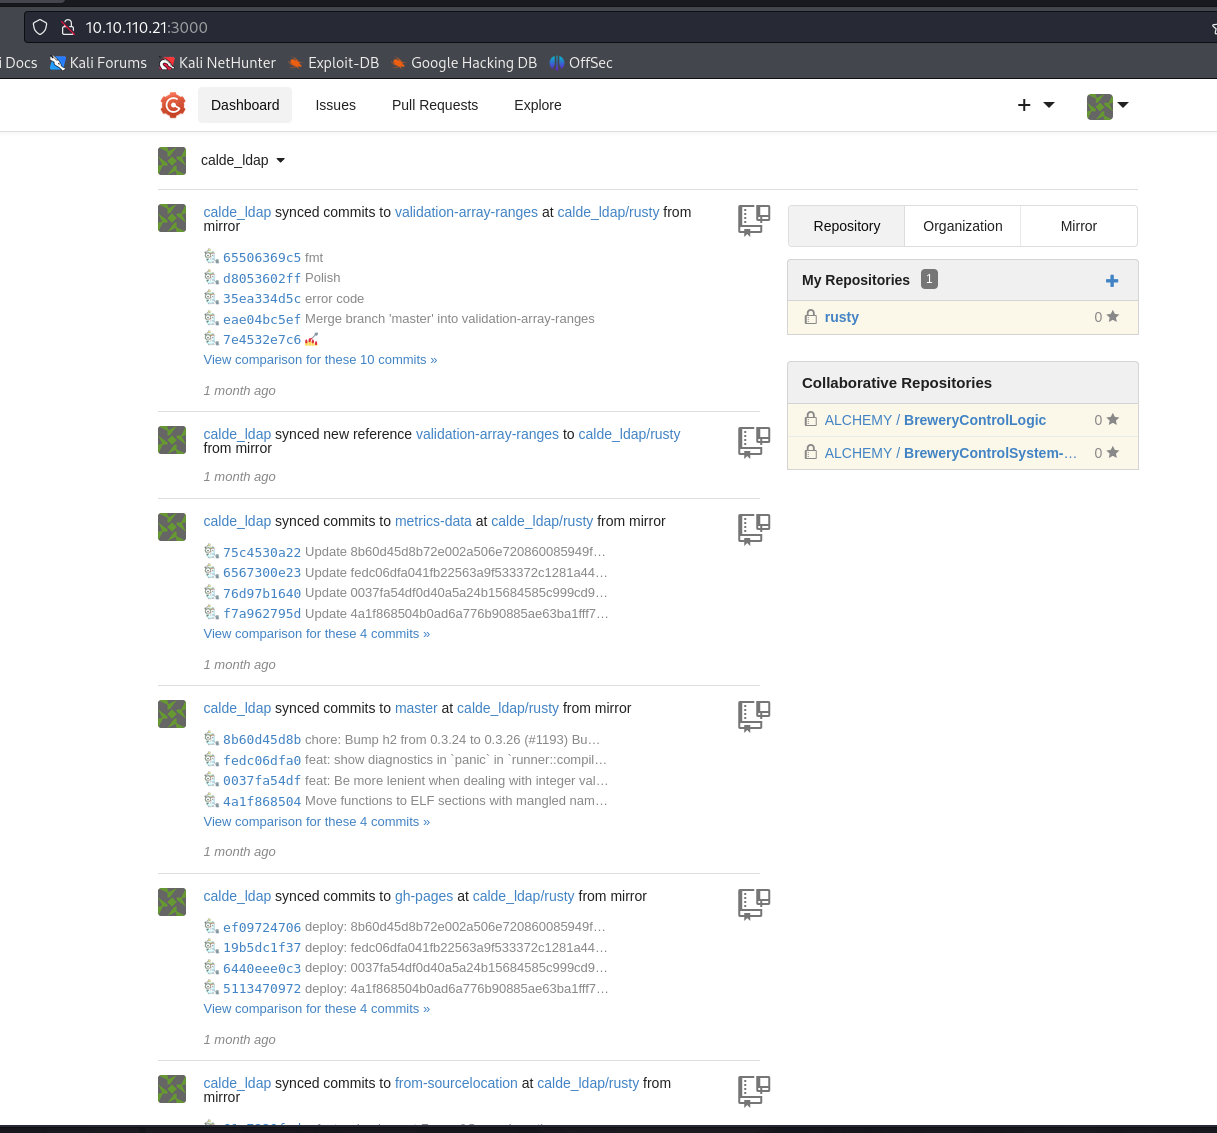 10.10.110.21:3000
i Docs Kali Forums Kali NetHunter Exploit-DB Google Hacking DB OffSec
Dashboard Issues Pull Requests Explore
calde_ldap
calde_ldap synced commits to validation-array-ranges at calde_ldap/rusty from
mirror
65506369c5 fmt
d8053602ff Polish
35ea334d5c error code
eae04bc5ef Merge branch 'master' into validation-array-ranges
7e4532e7c6
View comparison for these 10 commits »
1 month ago
calde_ldap synced new reference validation-array-ranges to calde_ldap/rusty
from mirror
1 month ago
calde_ldap synced commits to metrics-data at calde_ldap/rusty from mirror
75c4530a22 Update 8b60d45d8b72e002a506e720860085949f…
6567300e23 Update fedc06dfa041fb22563a9f533372c1281a44…
76d97b1640 Update 0037fa54df0d40a5a24b15684585c999cd9…
f7a962795d Update 4a1f868504b0ad6a776b90885ae63ba1fff7…
View comparison for these 4 commits »
1 month ago
calde_ldap synced commits to master at calde_ldap/rusty from mirror
8b60d45d8b chore: Bump h2 from 0.3.24 to 0.3.26 (#1193) Bu…
fedc06dfa0 feat: show diagnostics in `panic` in `runner::compil…
0037fa54df feat: Be more lenient when dealing with integer val…
4a1f868504 Move functions to ELF sections with mangled nam…
View comparison for these 4 commits »
1 month ago
calde_ldap synced commits to gh-pages at calde_ldap/rusty from mirror
ef09724706 deploy: 8b60d45d8b72e002a506e720860085949f…
19b5dc1f37 deploy: fedc06dfa041fb22563a9f533372c1281a44…
6440eee0c3 deploy: 0037fa54df0d40a5a24b15684585c999cd9…
5113470972 deploy: 4a1f868504b0ad6a776b90885ae63ba1fff7…
View comparison for these 4 commits »
1 month ago
calde_ldap synced commits to from-sourcelocation at calde_ldap/rusty from
mirror
Repository Organization Mirror
My Repositories 1
rusty 0
Collaborative Repositories
ALCHEMY / BreweryControlLogic 0
ALCHEMY / BreweryControlSystem-… 0